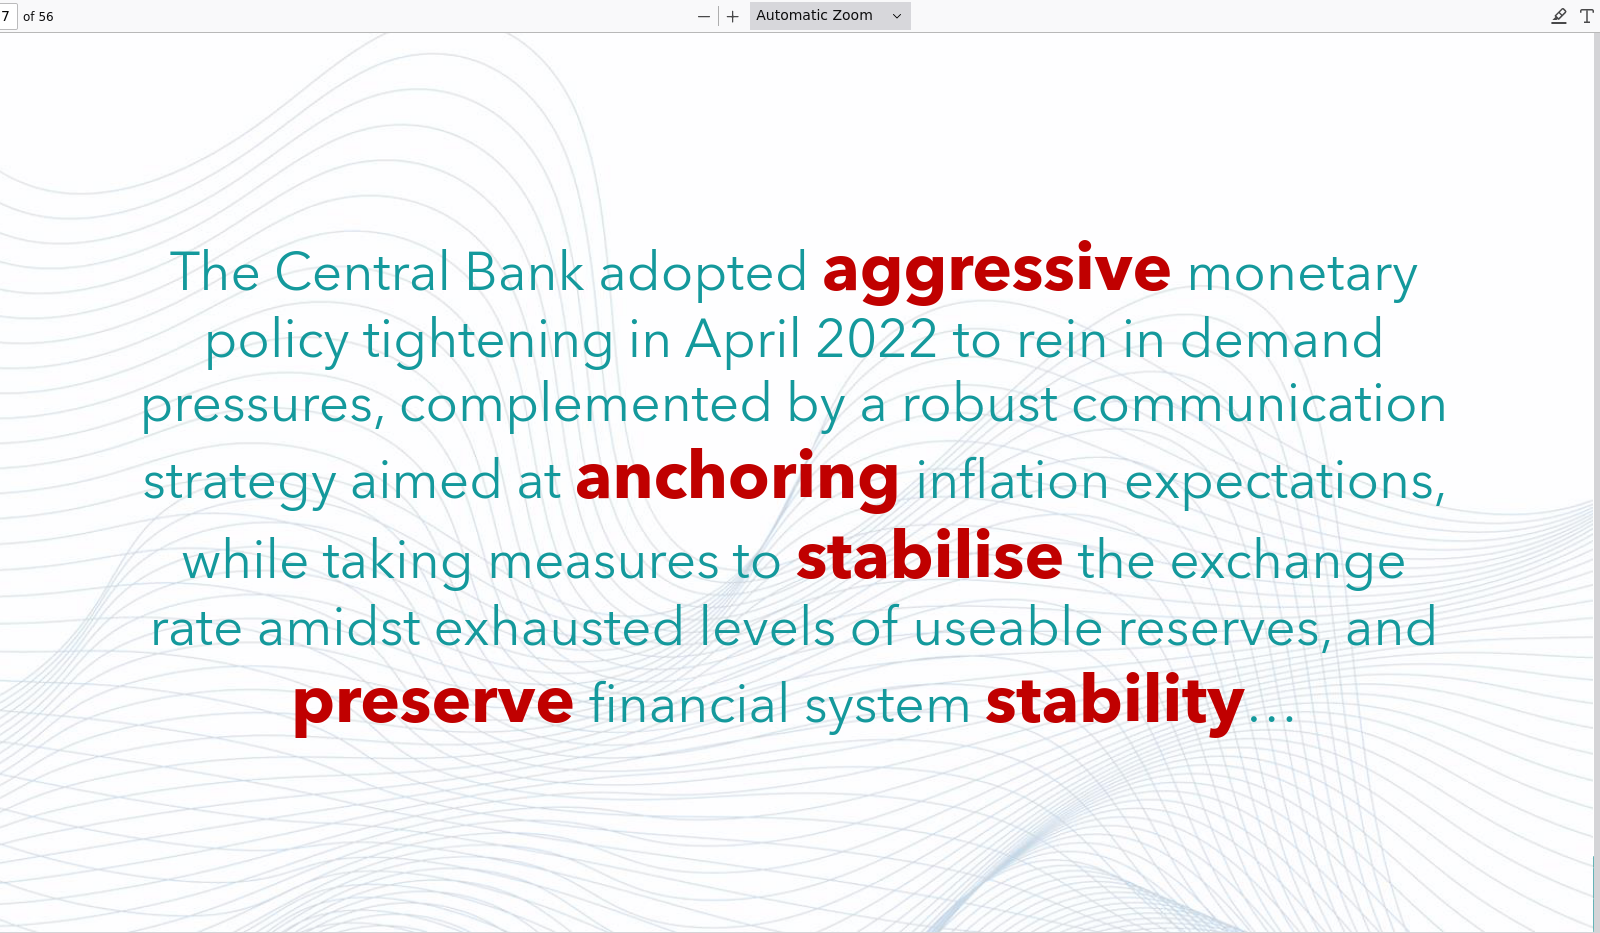 7 of 56 Automatic Zoom
The Central Bank adopted aggressive monetary
policy tightening in April 2022 to rein in demand
pressures, complemented by a robust communication
strategy aimed at anchoring inflation expectations,
while taking measures to stabilise the exchange
rate amidst exhausted levels of useable reserves, and
preserve financial system stability…